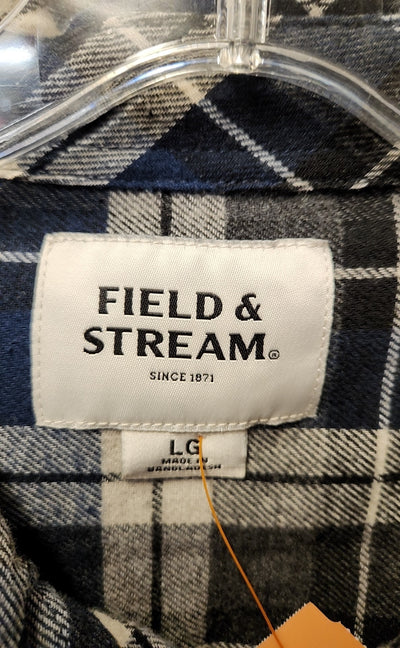 FIELD &
STREAM®
SINCE 1871
LG
MADE IN
BANGLADESH